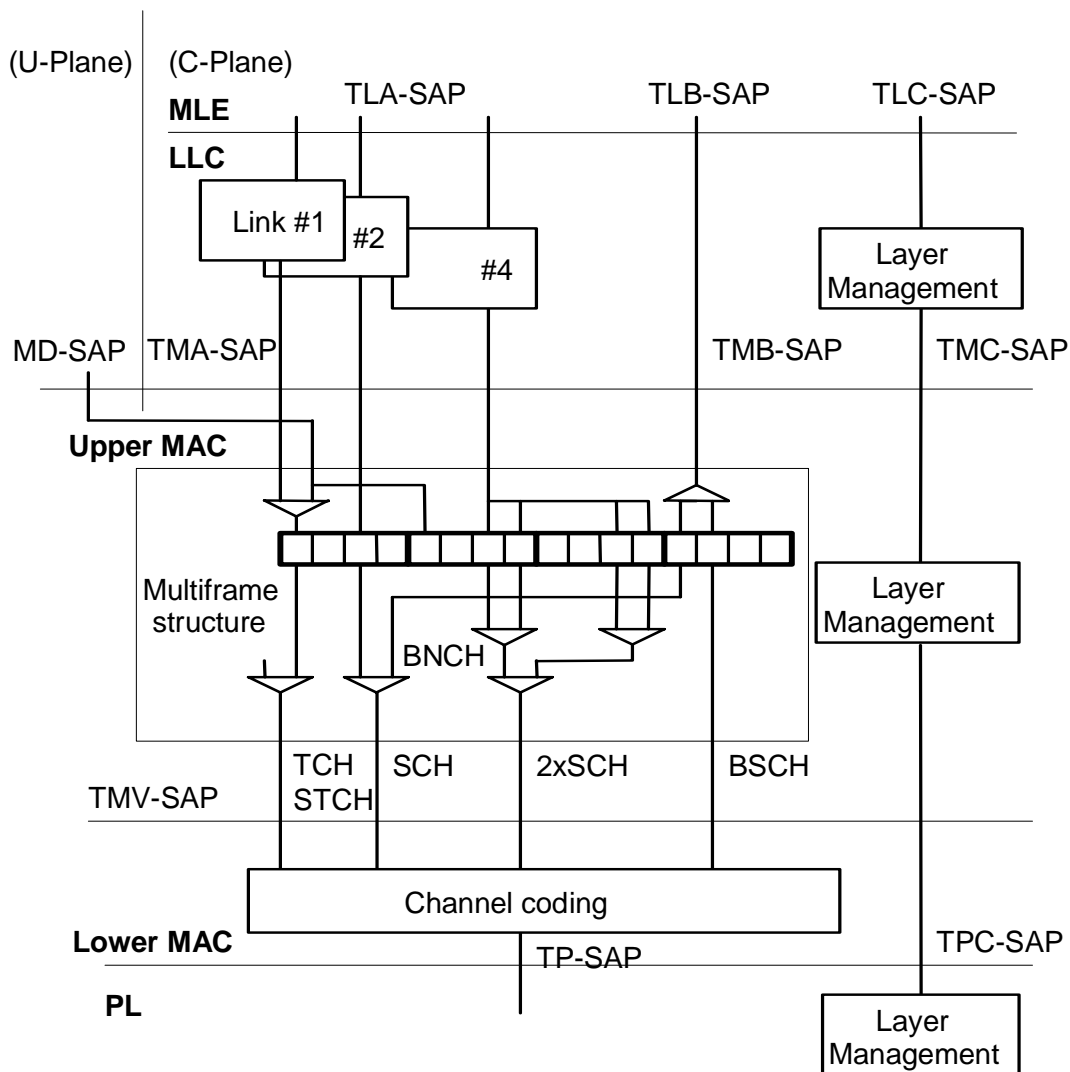 (U-Plane)
(C-Plane)
TLA-SAP
TLB-SAP
TLC-SAP
MLE
LLC
Link #1
#2
#4
Layer
Management
MD-SAP
TMA-SAP
TMB-SAP
TMC-SAP
Upper MAC
Multiframe
structure
Layer
Management
BNCH
TCH
STCH
SCH
2xSCH
BSCH
TMV-SAP
Channel coding
Lower MAC
TP-SAP
TPC-SAP
PL
Layer
Management